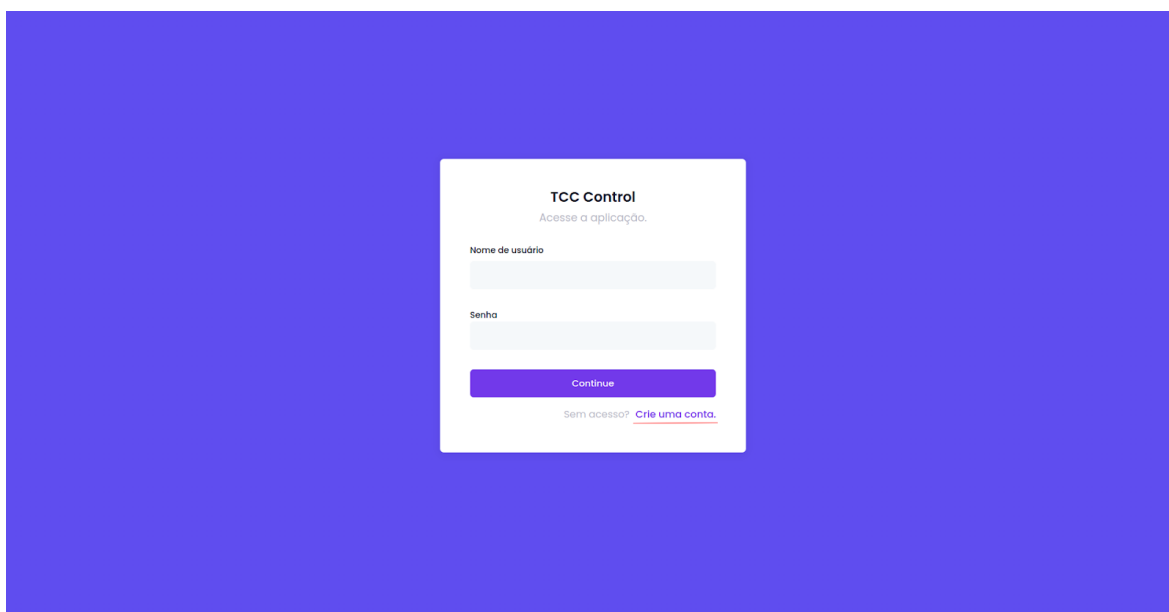 TCC Control
Acesse a aplicação.
Nome de usuário
Senha
Continue
Sem acesso? Crie uma conta.